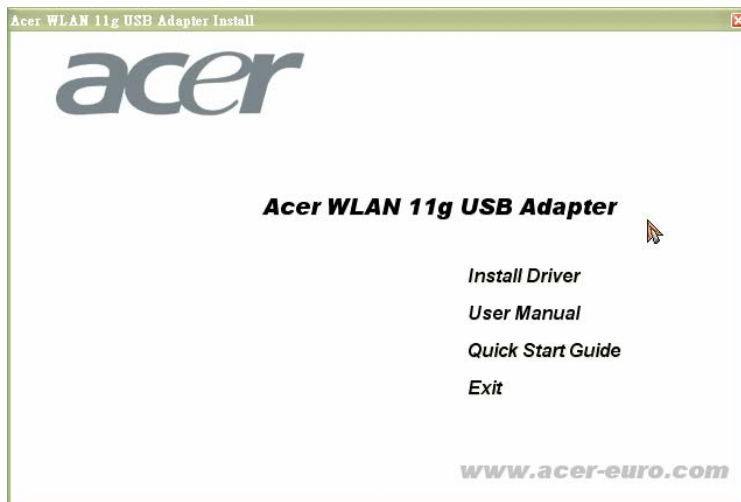 Acer WLAN 11g USB Adapter Install
acer
Acer WLAN 11g USB Adapter
Install Driver
User Manual
Quick Start Guide
Exit
www.acer-euro.com